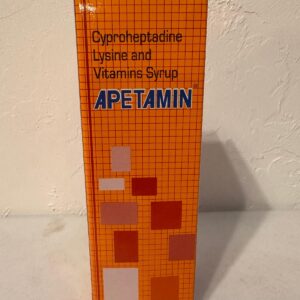 Cyproheptadine
Lysine and
Vitamins Syrup
APETAMIN